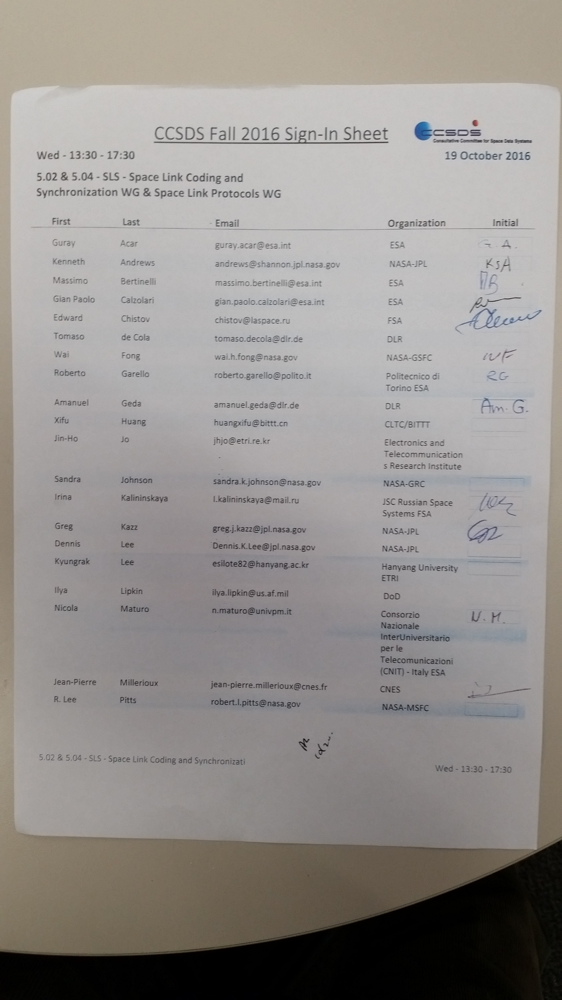 CCSDS Fall 2016 Sign-In Sheet
CCSDS
Consultative Committee for Space Data Systems
Wed - 13:30 - 17:30
19 October 2016
5.02 & 5.04 - SLS - Space Link Coding and
Synchronization WG & Space Link Protocols WG
First Last Email Organization Initial
Guray Acar guray.acar@esa.int ESA G. A.
Kenneth Andrews andrews@shannon.jpl.nasa.gov NASA-JPL KSA
Massimo Bertinelli massimo.bertinelli@esa.int ESA MB
Gian Paolo Calzolari gian.paolo.calzolari@esa.int ESA
Edward Chistov chistov@laspace.ru FSA
Tomaso de Cola tomaso.decola@dlr.de DLR
Wai Fong wai.h.fong@nasa.gov NASA-GSFC WF
Roberto Garello roberto.garello@polito.it Politecnico di RG
Torino ESA
Amanuel Geda amanuel.geda@dlr.de DLR Am. G.
Xifu Huang huangxifu@bittt.cn CLTC/BITTT
Jin-Ho Jo jhjo@etri.re.kr Electronics and
Telecommunication
s Research Institute
Sandra Johnson sandra.k.johnson@nasa.gov NASA-GRC
Irina Kalininskaya I.kalininskaya@mail.ru JSC Russian Space
Systems FSA
Greg Kazz greg.j.kazz@jpl.nasa.gov NASA-JPL
Dennis Lee Dennis.K.Lee@jpl.nasa.gov NASA-JPL
Kyungrak Lee esilote82@hanyang.ac.kr Hanyang University
ETRI
Ilya Lipkin ilya.lipkin@us.af.mil DoD
Nicola Maturo n.maturo@univpm.it Consorzio N. M.
Nazionale
InterUniversitario
per le
Telecomunicazioni
(CNIT) - Italy ESA
Jean-Pierre Millerioux jean-pierre.millerioux@cnes.fr CNES
R. Lee Pitts robert.l.pitts@nasa.gov NASA-MSFC
5.02 & 5.04 - SLS - Space Link Coding and Synchronizati
Wed - 13:30 - 17:30